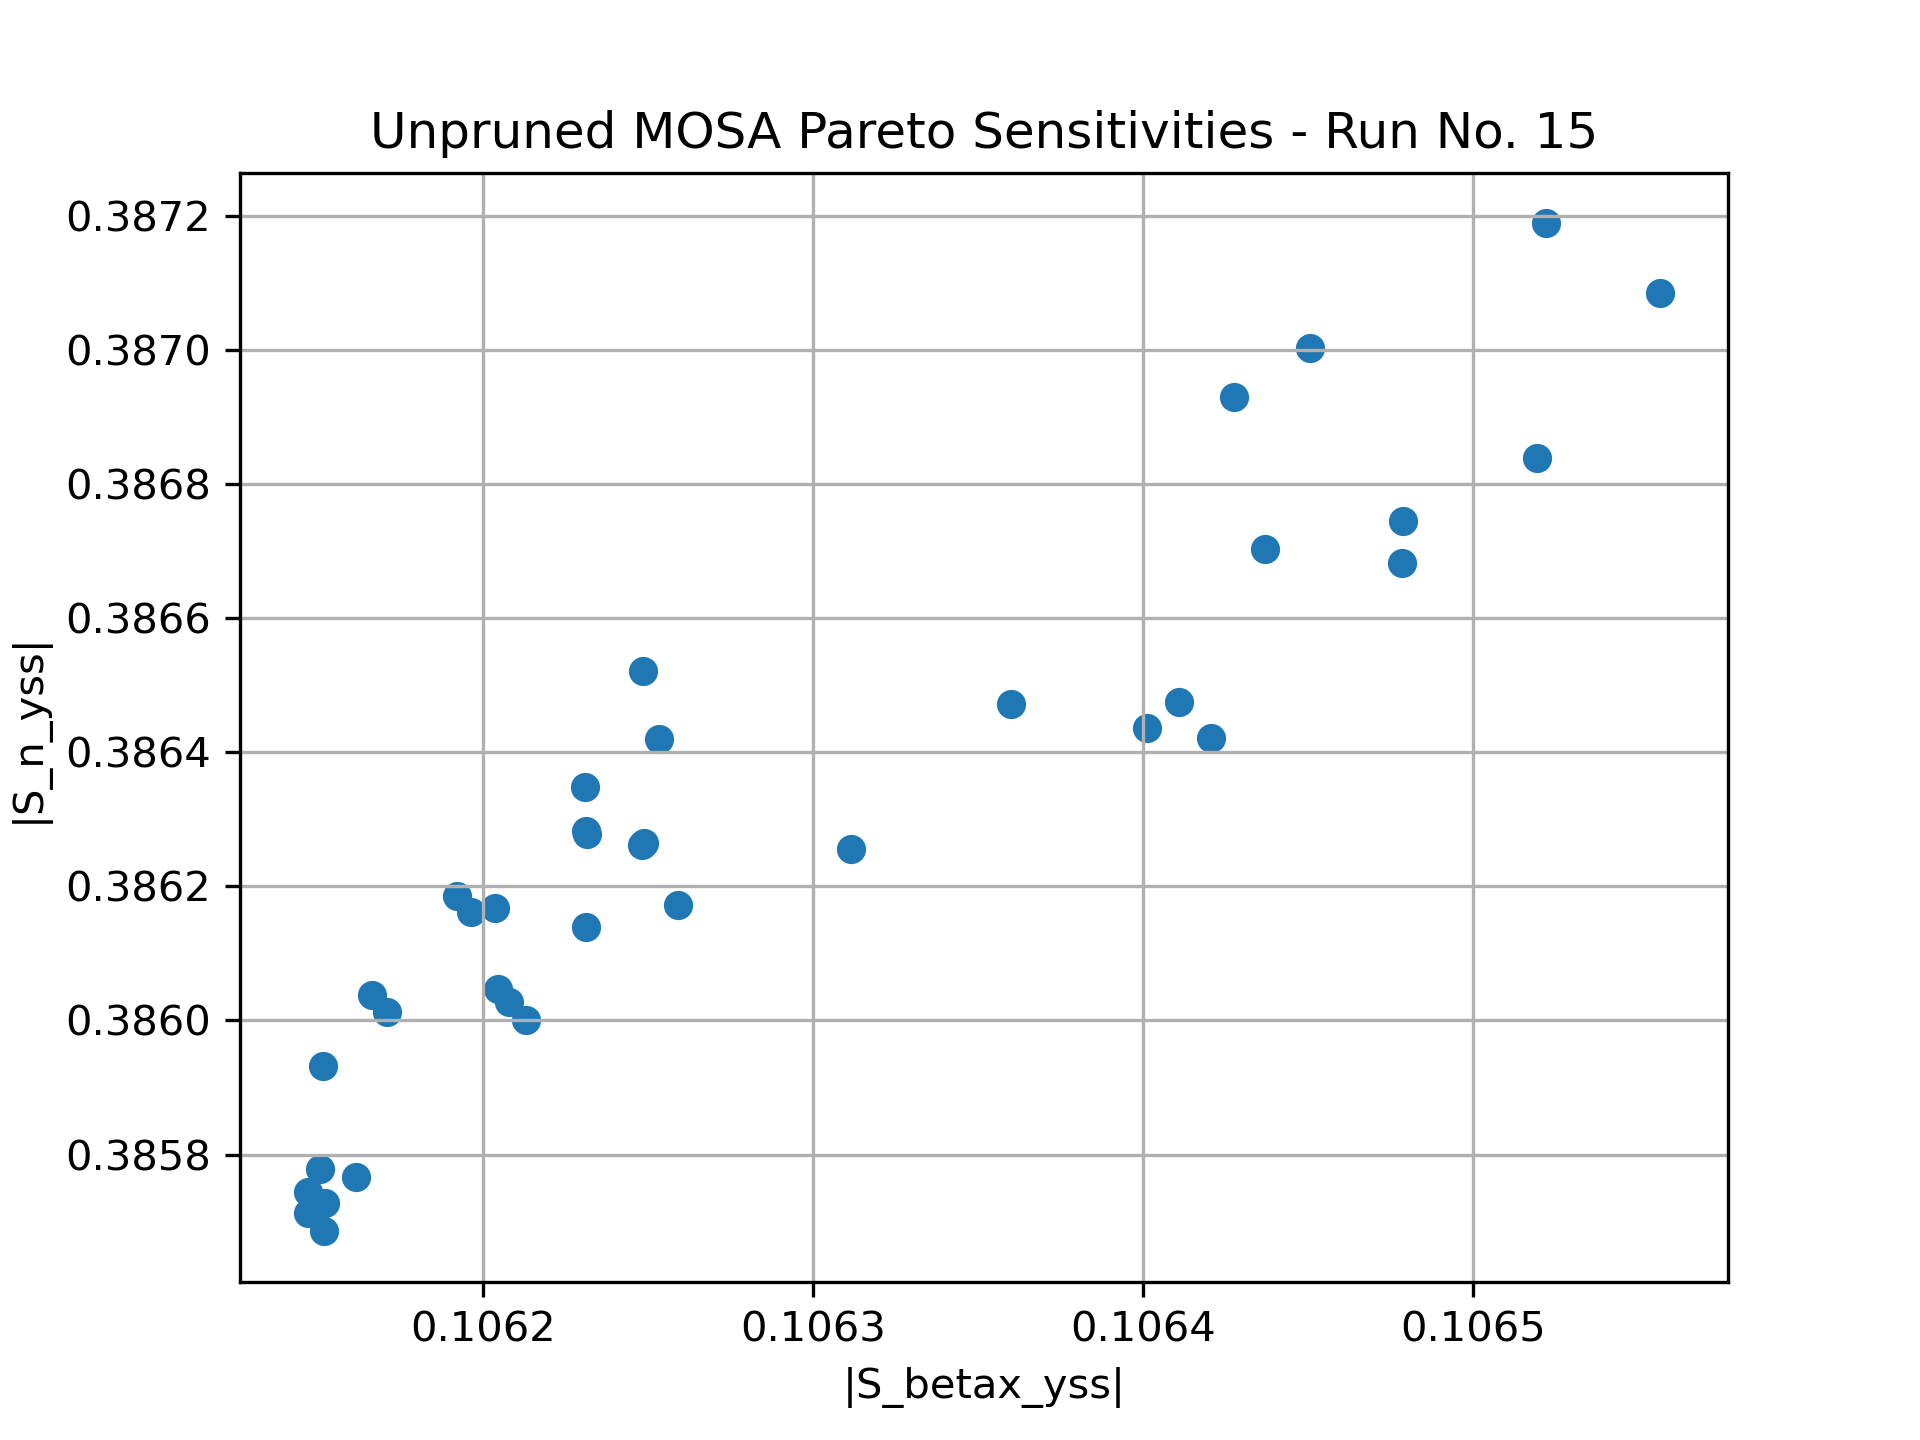 Unpruned MOSA Pareto Sensitivities - Run No. 15
|S_n_yss|
0.3872
0.3870
0.3868
0.3866
0.3864
0.3862
0.3860
0.3858
0.1062 0.1063 0.1064 0.1065
|S_betax_yss|